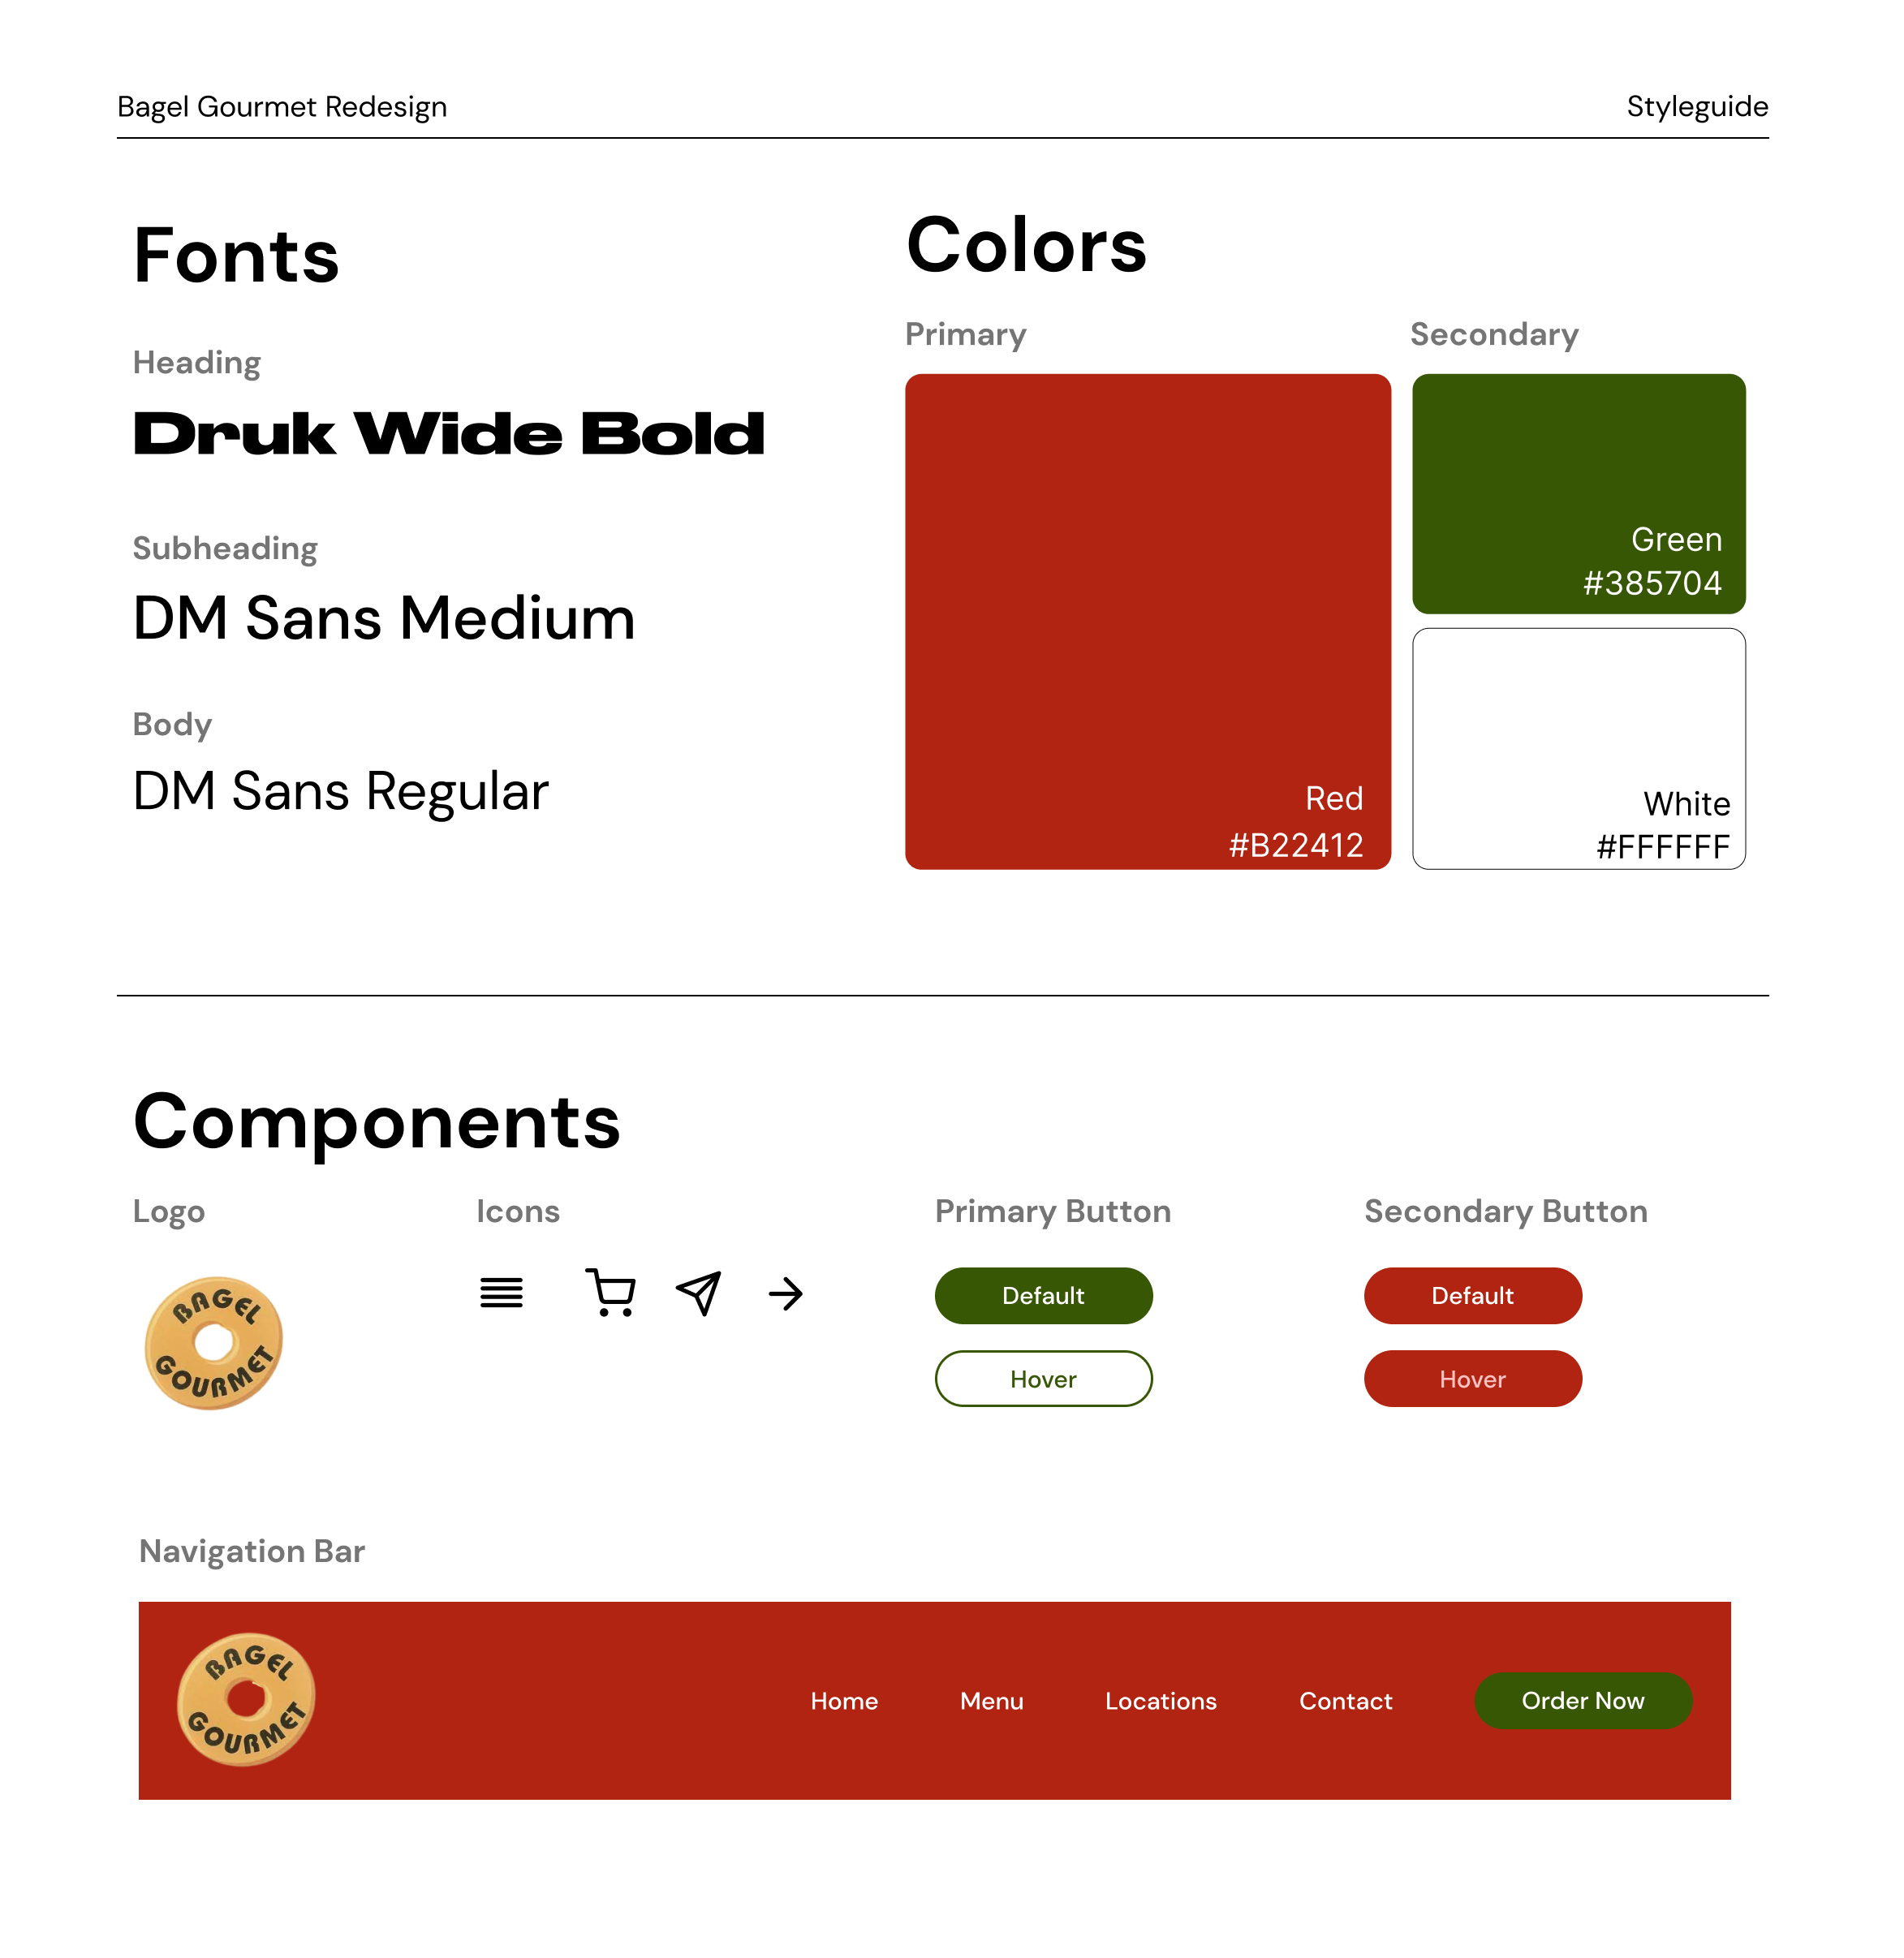 Bagel Gourmet Redesign
Styleguide
Fonts
Heading
Druk Wide Bold
Subheading
DM Sans Medium
Body
DM Sans Regular
Colors
Primary
Red
#B22412
Secondary
Green
#385704
White
#FFFFFF
Components
Logo
BAGEL
GOURMET
Icons
Primary Button
Default
Hover
Secondary Button
Default
Hover
Navigation Bar
BAGEL
GOURMET
Home
Menu
Locations
Contact
Order Now